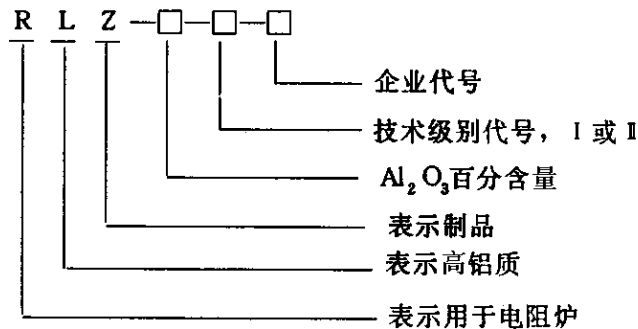 R L Z—□—□—□
企业代号
技术级别代号，Ⅰ或Ⅱ
Al₂O₃百分含量
表示制品
表示高铝质
表示用于电阻炉